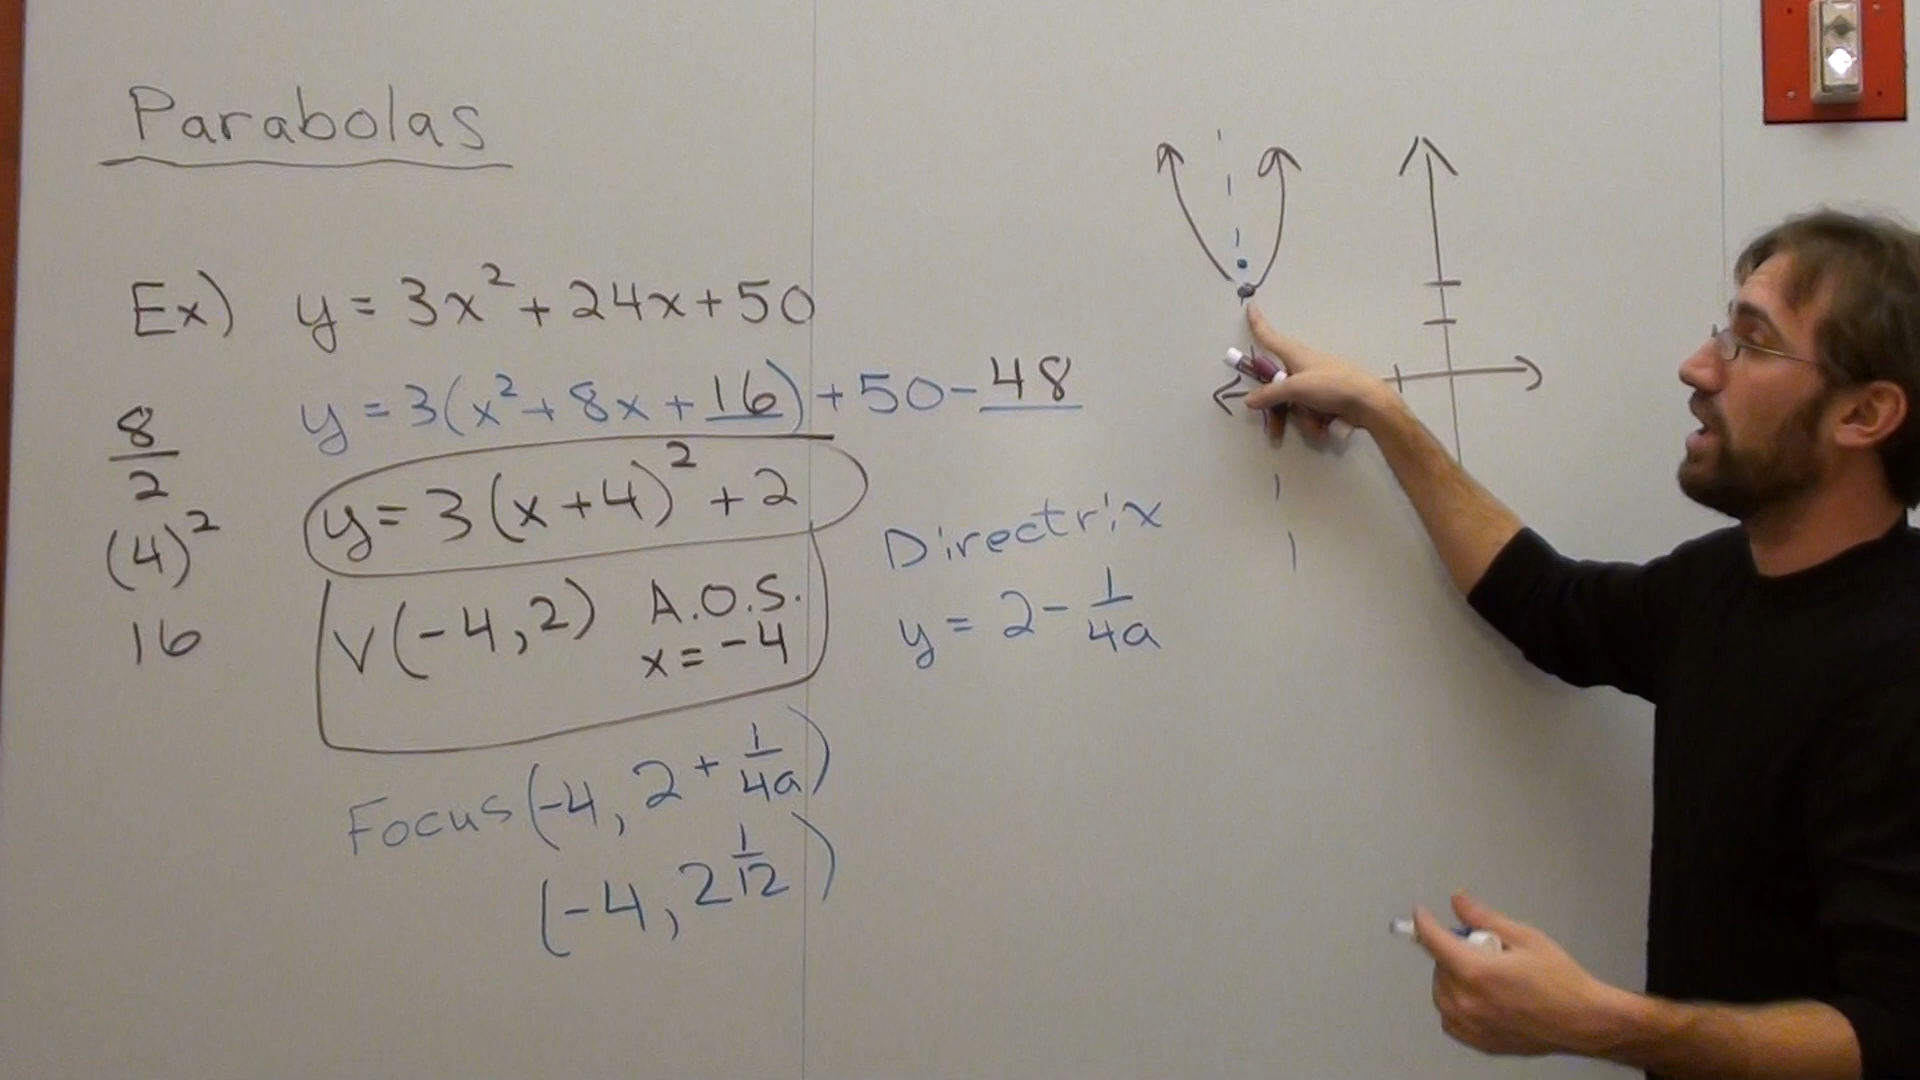 Parabolas
Ex) y = 3x² + 24x + 50
y = 3(x² + 8x + 16) + 50 - 48
8/2
(4)²
16
y = 3(x + 4)² + 2
V(-4, 2) A.O.S.
x = -4
Directrix
y = 2 - 1/4a
Focus (-4, 2 + 1/4a)
(-4, 2 1/12)